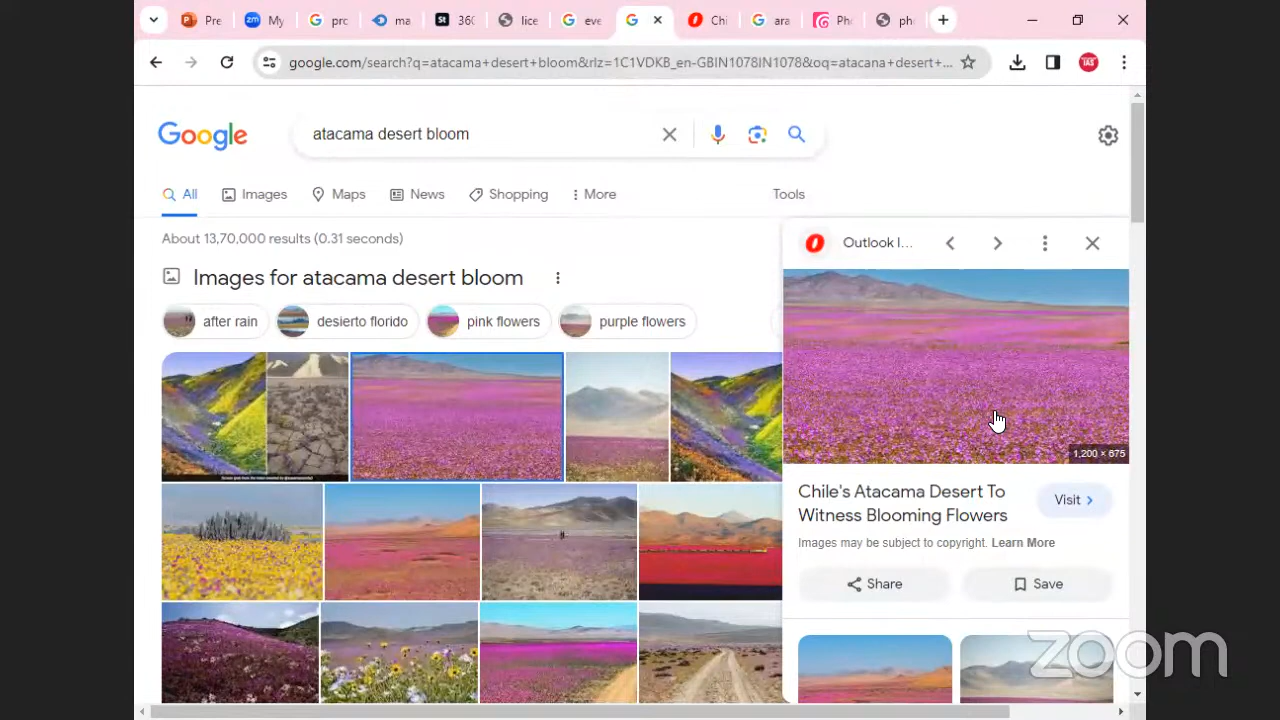 Pre
My
prc
ma
360
lice
eve
Chi
ara
Pho
pho
google.com/search?q=atacama+desert+bloom&rlz=1C1VDKB_en-GBIN1078IN1078&oq=atacana+desert+...
Google
atacama desert bloom
All
Images
Maps
News
Shopping
More
Tools
About 13,70,000 results (0.31 seconds)
Outlook I...
Images for atacama desert bloom
after rain
desierto florido
pink flowers
purple flowers
1,200 × 675
Chile's Atacama Desert To
Witness Blooming Flowers
Visit
Images may be subject to copyright. Learn More
Share
Save
zoom